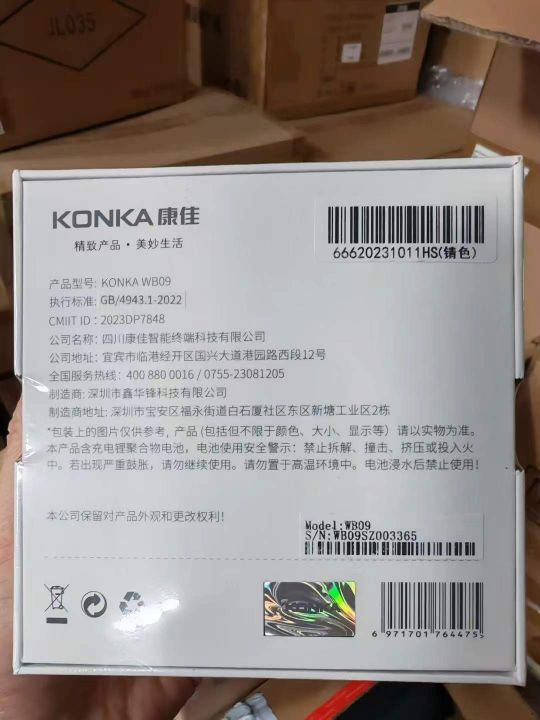 JL035
KONKA 康佳
精致产品·美妙生活
66620231011HS(锖色)
产品型号: KONKA WB09
执行标准: GB/4943.1-2022
CMIIT ID : 2023DP7848
公司名称: 四川康佳智能终端科技有限公司
公司地址: 宜宾市临港经开区国兴大道港园路西段12号
全国服务热线: 400 880 0016 / 0755-23081205
制造商: 深圳市鑫华锋科技有限公司
制造商地址: 深圳市宝安区福永街道白石厦社区东区新塘工业区2栋
*包装上的图片仅供参考, 产品 (包括但不限于颜色、大小、显示等) 请以实物为准。
本产品含充电锂聚合物电池, 电池使用安全警示: 禁止拆解、撞击、挤压或投入火
中。若出现严重鼓胀, 请勿继续使用。请勿置于高温环境中。电池浸水后禁止使用!
本公司保留对产品外观和更改权利!
Model:WB09
S/N:WB09SZ003365
KONKA
6 971701 764475